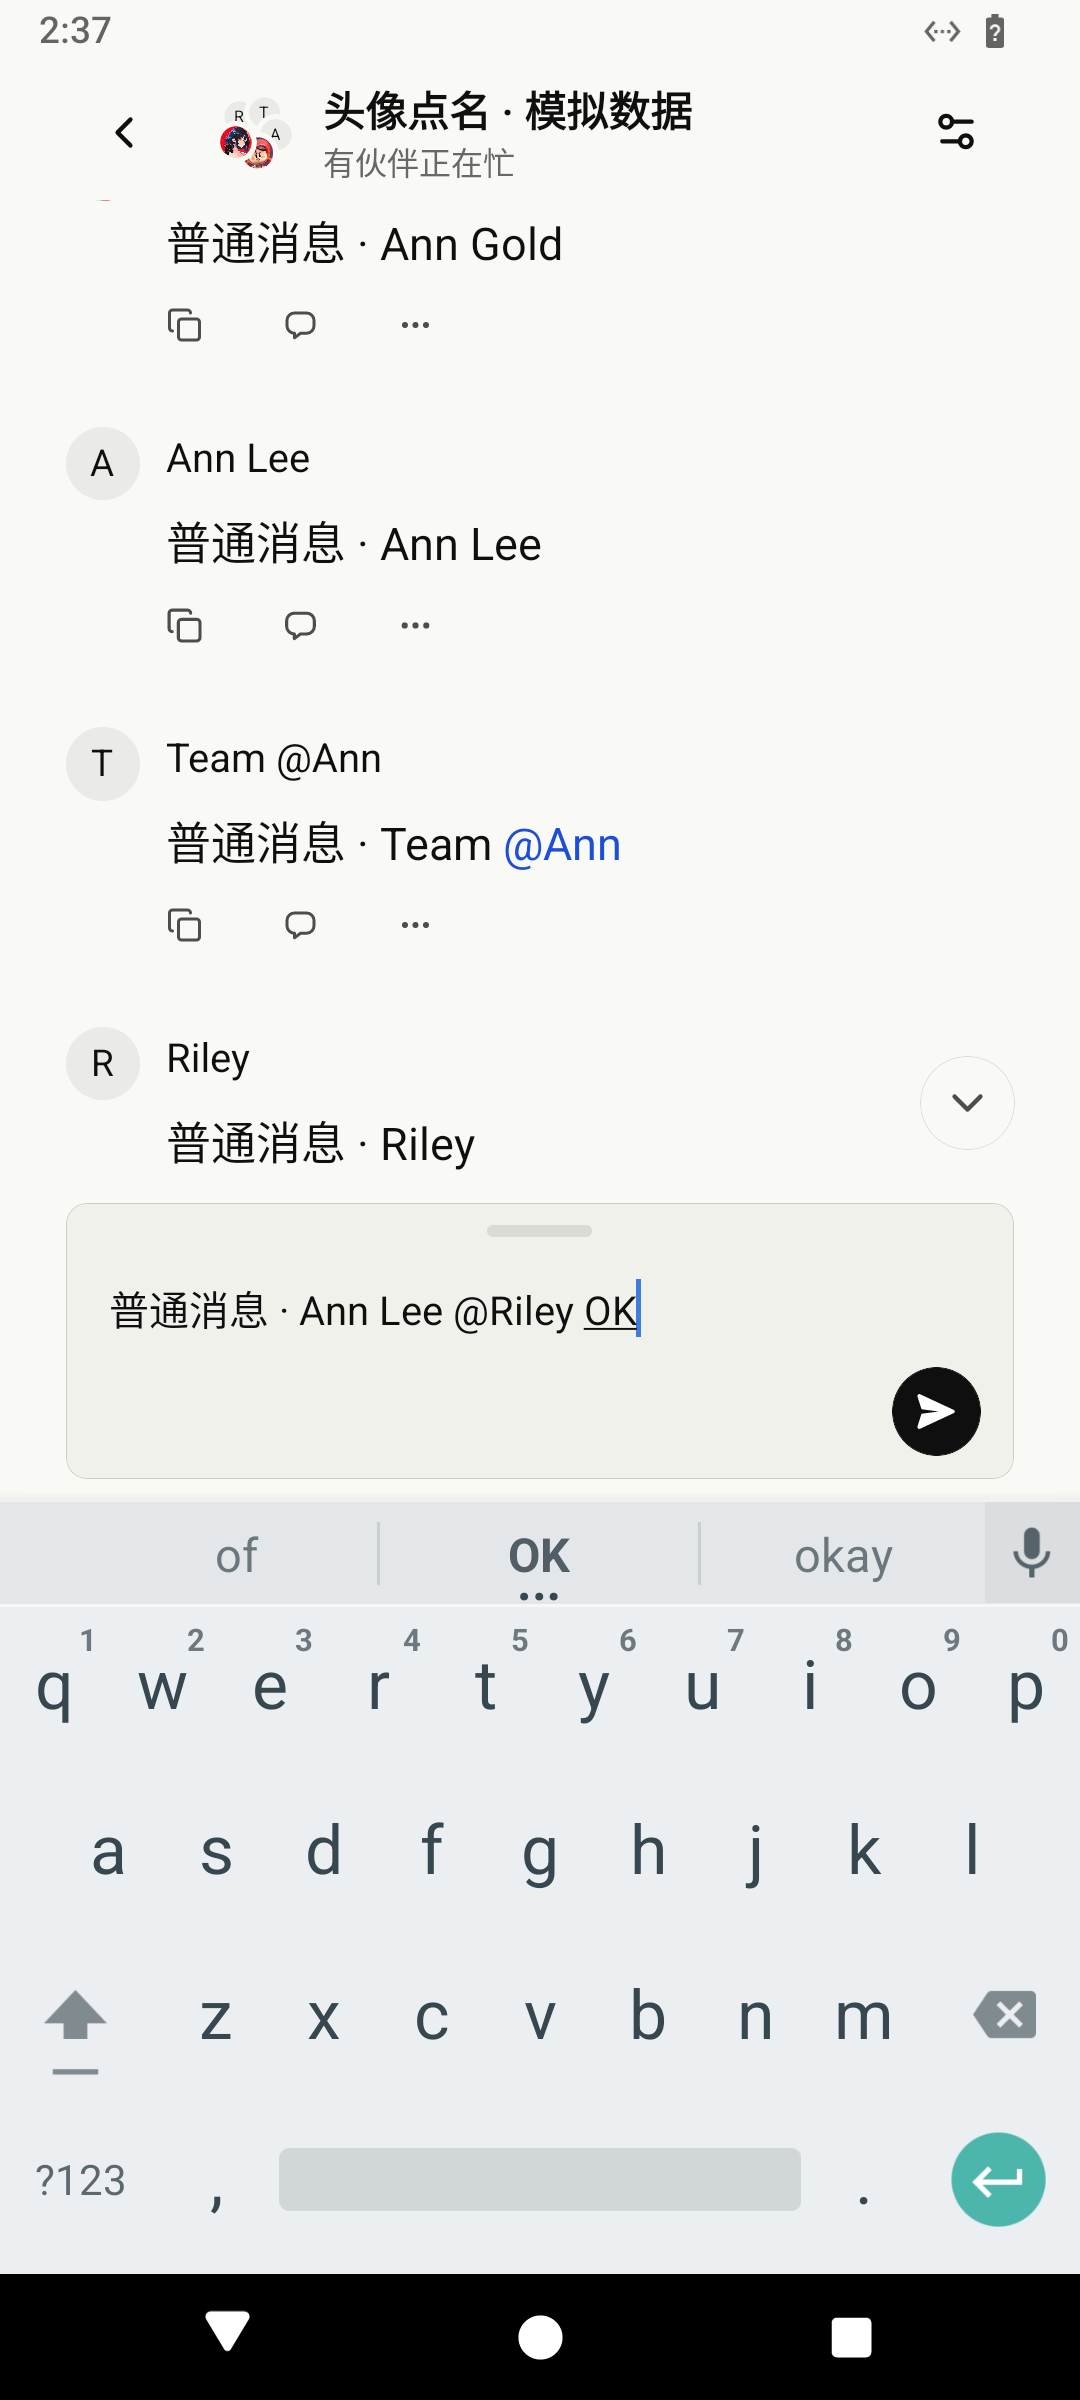 2:37
头像点名 · 模拟数据
R T A
有伙伴正在忙
普通消息 · Ann Gold
A
Ann Lee
普通消息 · Ann Lee
T
Team @Ann
普通消息 · Team @Ann
R
Riley
普通消息 · Riley
普通消息 · Ann Lee @Riley OK
of OK okay
1 2 3 4 5 6 7 8 9 0
q w e r t y u i o p
a s d f g h j k l
z x c v b n m
?123 , .